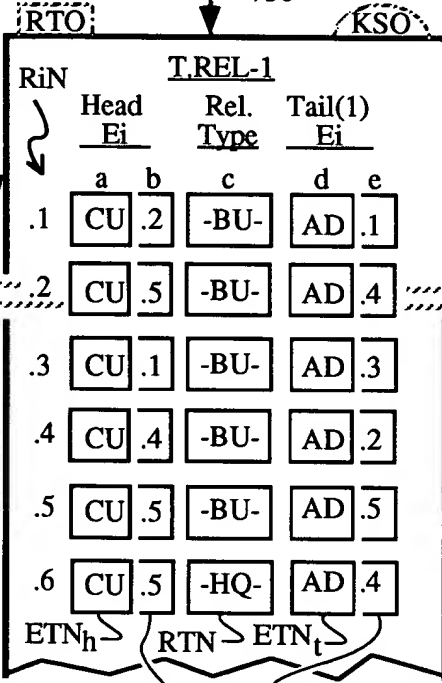 RTO KSO
T.REL-1
RiN
Head Rel. Tail(1)
Ei Type Ei
a b c d e
.1 CU .2 -BU- AD .1
.2 CU .5 -BU- AD .4
.3 CU .1 -BU- AD .3
.4 CU .4 -BU- AD .2
.5 CU .5 -BU- AD .5
.6 CU .5 -HQ- AD .4
ETNh RTN ETNt